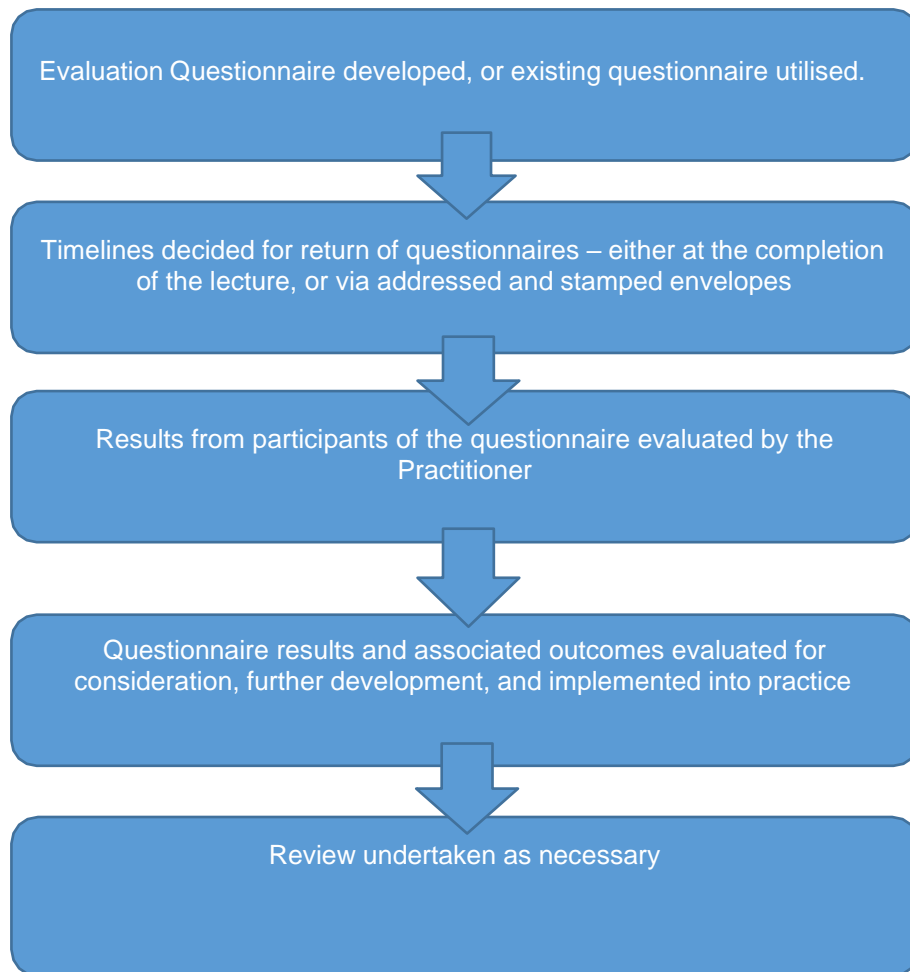 Evaluation Questionnaire developed, or existing questionnaire utilised.
Timelines decided for return of questionnaires – either at the completion
of the lecture, or via addressed and stamped envelopes
Results from participants of the questionnaire evaluated by the
Practitioner
Questionnaire results and associated outcomes evaluated for
consideration, further development, and implemented into practice
Review undertaken as necessary